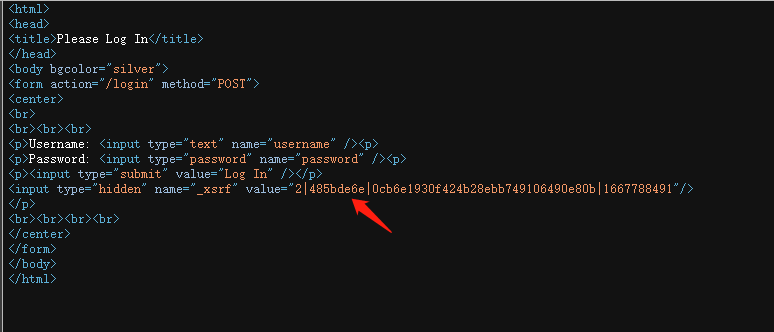 <html>
<head>
<title>Please Log In</title>
</head>
<body bgcolor="silver">
<form action="/login" method="POST">
<center>
<br>
<br><br><br>
<p>Username: <input type="text" name="username" /><p>
<p>Password: <input type="password" name="password" /><p>
<p><input type="submit" value="Log In" /></p>
<input type="hidden" name="_xsrf" value="2|485bde6e|0cb6e1930f424b28ebb749106490e80b|1667788491"/>
</p>
<br><br><br><br>
</center>
</form>
</body>
</html>